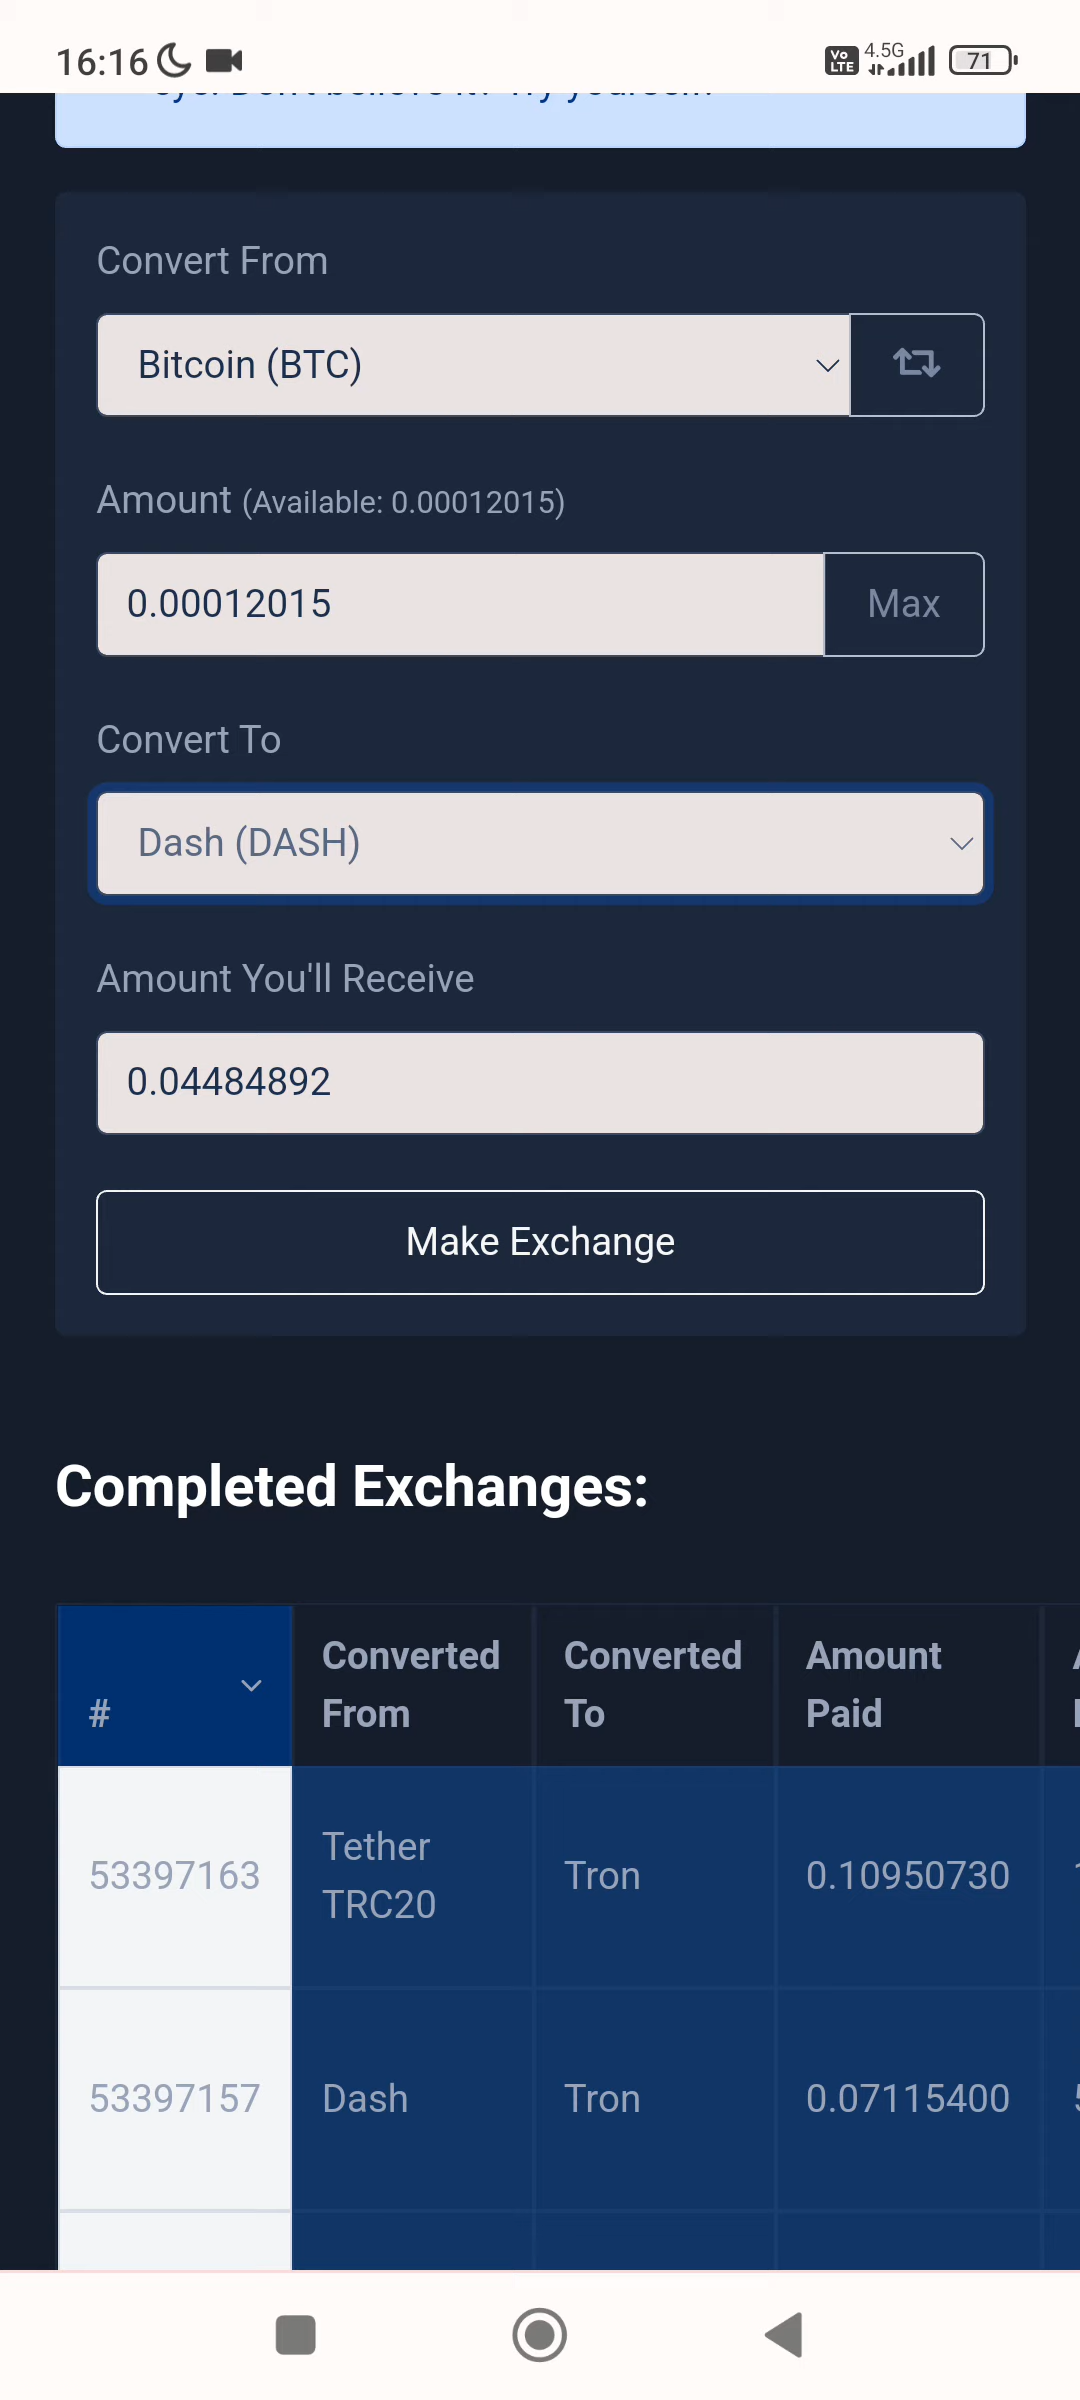 16:16
Vo LTE 4.5G 71
Convert From
Bitcoin (BTC)
Amount (Available: 0.00012015)
0.00012015 Max
Convert To
Dash (DASH)
Amount You'll Receive
0.04484892
Make Exchange
Completed Exchanges:
# Converted From Converted To Amount Paid
53397163 Tether TRC20 Tron 0.10950730
53397157 Dash Tron 0.07115400